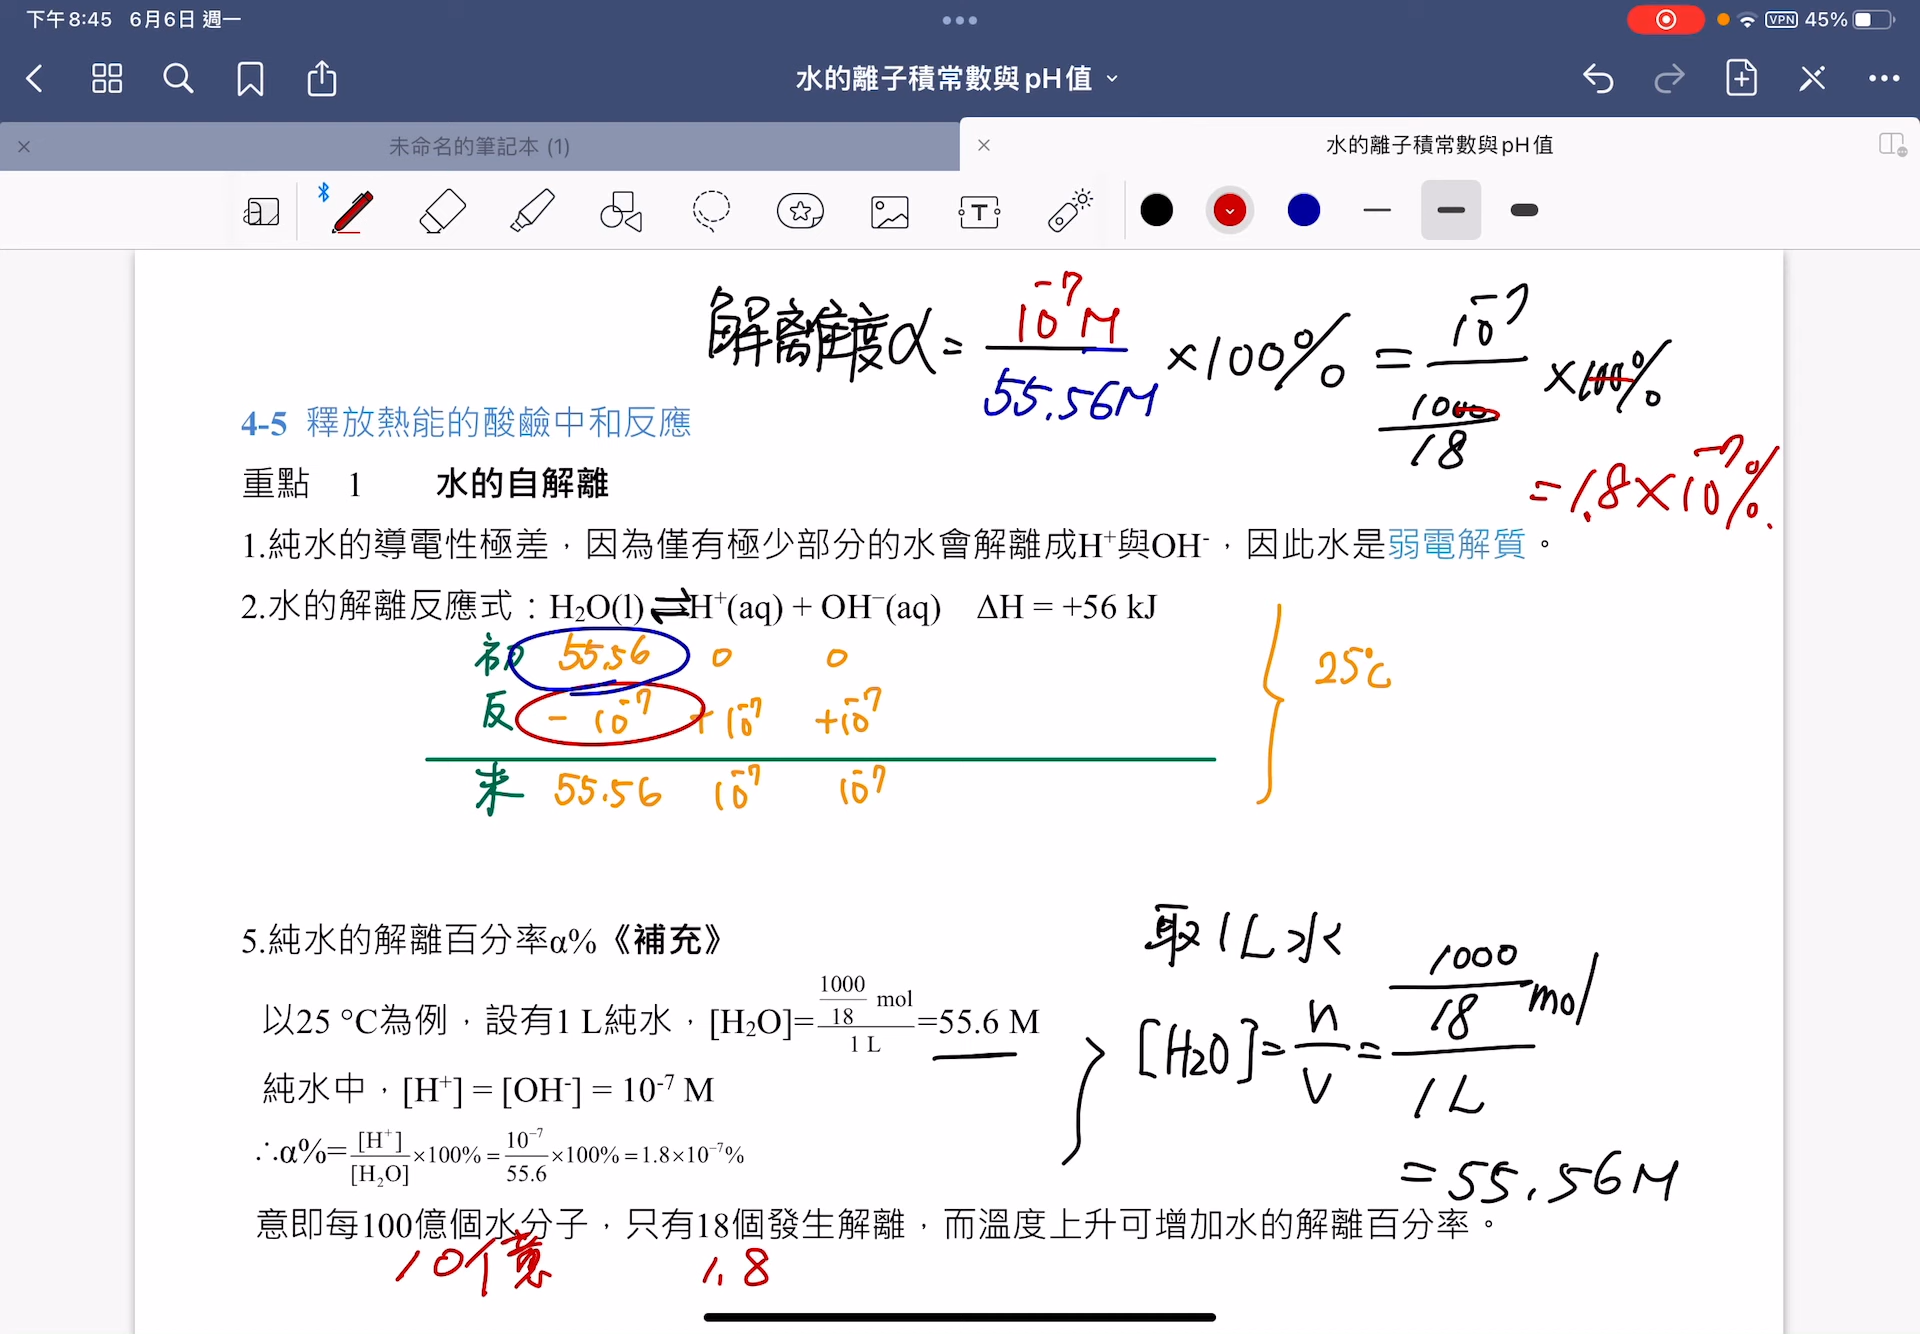 下午8:45 6月6日 週一
VPN 45%
水的離子積常數與pH值
未命名的筆記本 (1)
水的離子積常數與pH值
解離度α = 10⁻⁷M / 55.56M ×100% = 10⁻⁷ / (1000/18) ×100%
= 1.8×10⁻⁷%.
4-5 釋放熱能的酸鹼中和反應
重點 1 水的自解離
1.純水的導電性極差，因為僅有極少部分的水會解離成H⁺與OH⁻，因此水是弱電解質。
2.水的解離反應式：H₂O(l) ⇌ H⁺(aq) + OH⁻(aq) ΔH = +56 kJ
初 55.56 0 0
25℃
反 −10⁻⁷ +10⁻⁷ +10⁻⁷
末 55.56 10⁻⁷ 10⁻⁷
5.純水的解離百分率α%《補充》
取1L水
以25 °C為例，設有1 L純水，[H₂O]=(1000/18 mol)/(1 L)=55.6 M
[H₂O] = n/V = (1000/18 mol)/(1L)
= 55.56M
純水中，[H⁺] = [OH⁻] = 10⁻⁷ M
∴α%=[H⁺]/[H₂O]×100% = 10⁻⁷/55.6×100% = 1.8×10⁻⁷%
意即每100億個水分子，只有18個發生解離，而溫度上升可增加水的解離百分率。
10個億 1.8